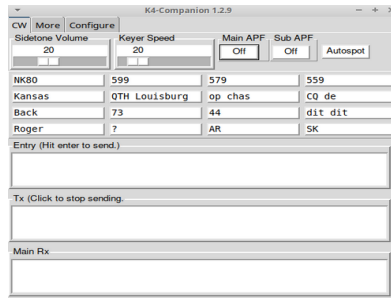 K4-Companion 1.2.9
CW More Configure
Sidetone Volume Keyer Speed Main APF Sub APF
20 20 Off Off Autospot
NK8O 599 579 559
Kansas QTH Louisburg op chas CQ de
Back 73 44 dit dit
Roger ? AR SK
Entry (Hit enter to send.)
Tx (Click to stop sending.
Main Rx